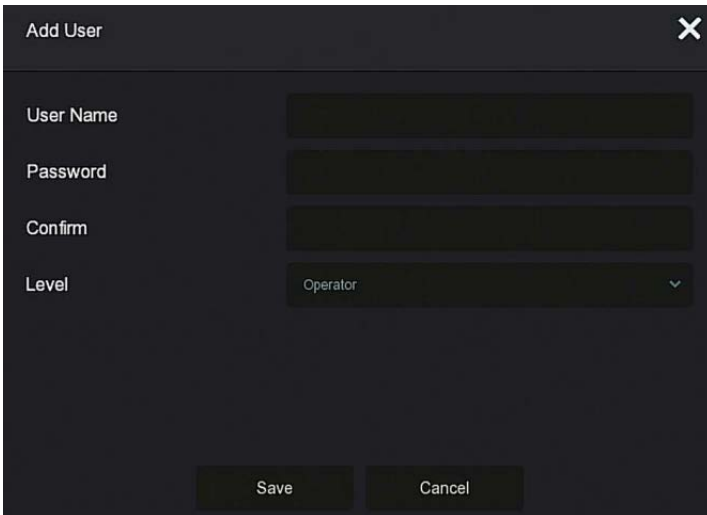 Add User
User Name
Password
Confirm
Level
Operator
Save
Cancel